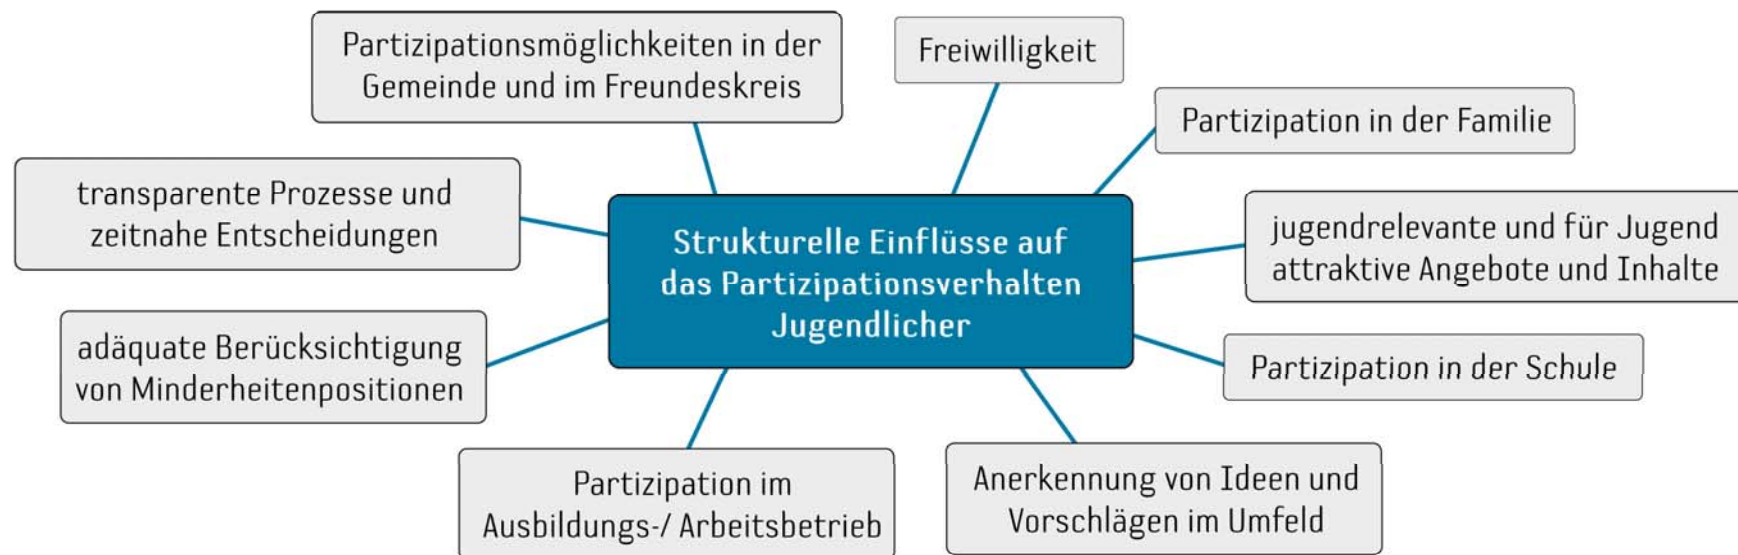 Partizipationsmöglichkeiten in der
Gemeinde und im Freundeskreis
Freiwilligkeit
Partizipation in der Familie
transparente Prozesse und
zeitnahe Entscheidungen
Strukturelle Einflüsse auf
das Partizipationsverhalten
Jugendlicher
jugendrelevante und für Jugend
attraktive Angebote und Inhalte
adäquate Berücksichtigung
von Minderheitenpositionen
Partizipation in der Schule
Partizipation im
Ausbildungs-/ Arbeitsbetrieb
Anerkennung von Ideen und
Vorschlägen im Umfeld